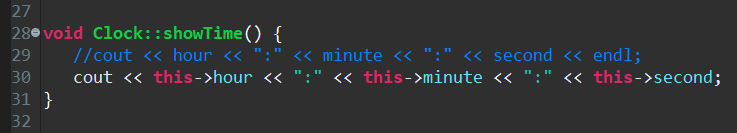 27
28 void Clock::showTime() {
29 //cout << hour << ":" << minute << ":" << second << endl;
30 cout << this->hour << ":" << this->minute << ":" << this->second;
31 }
32